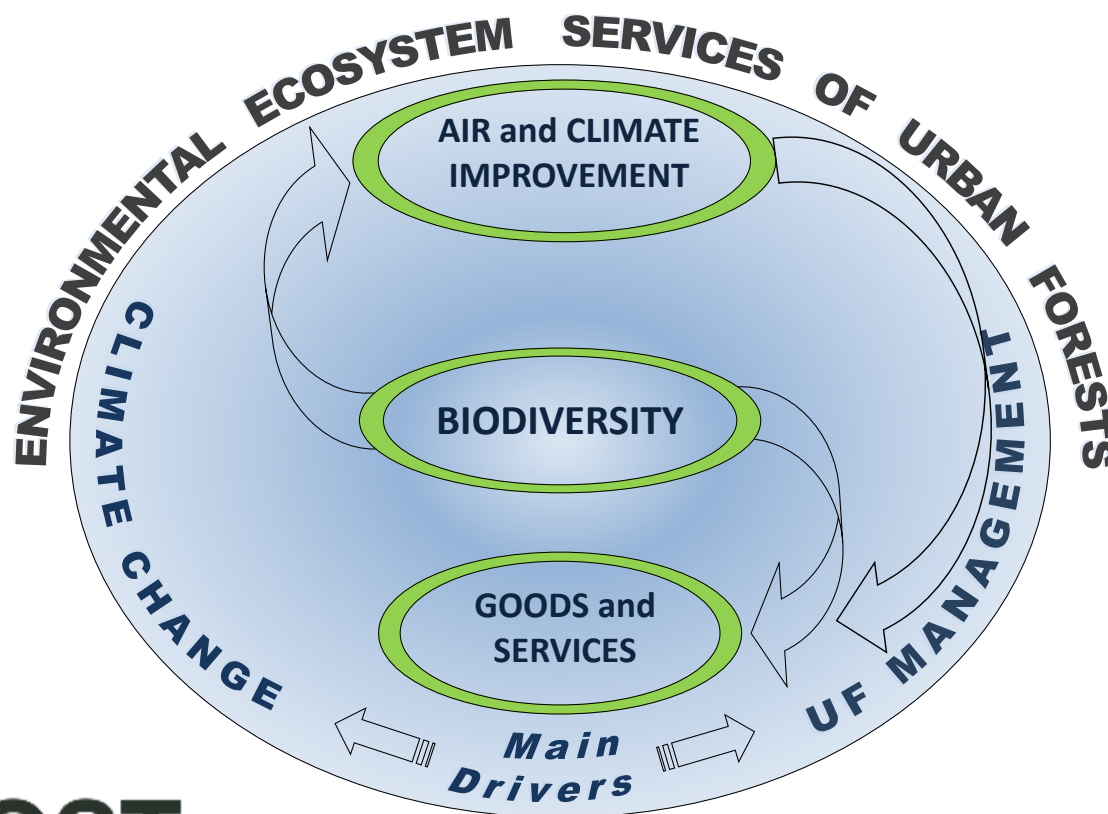 ENVIRONMENTAL ECOSYSTEM SERVICES OF URBAN FORESTS
AIR and CLIMATE
IMPROVEMENT
CLIMATE CHANGE
BIODIVERSITY
UF MANAGEMENT
GOODS and
SERVICES
Main
Drivers